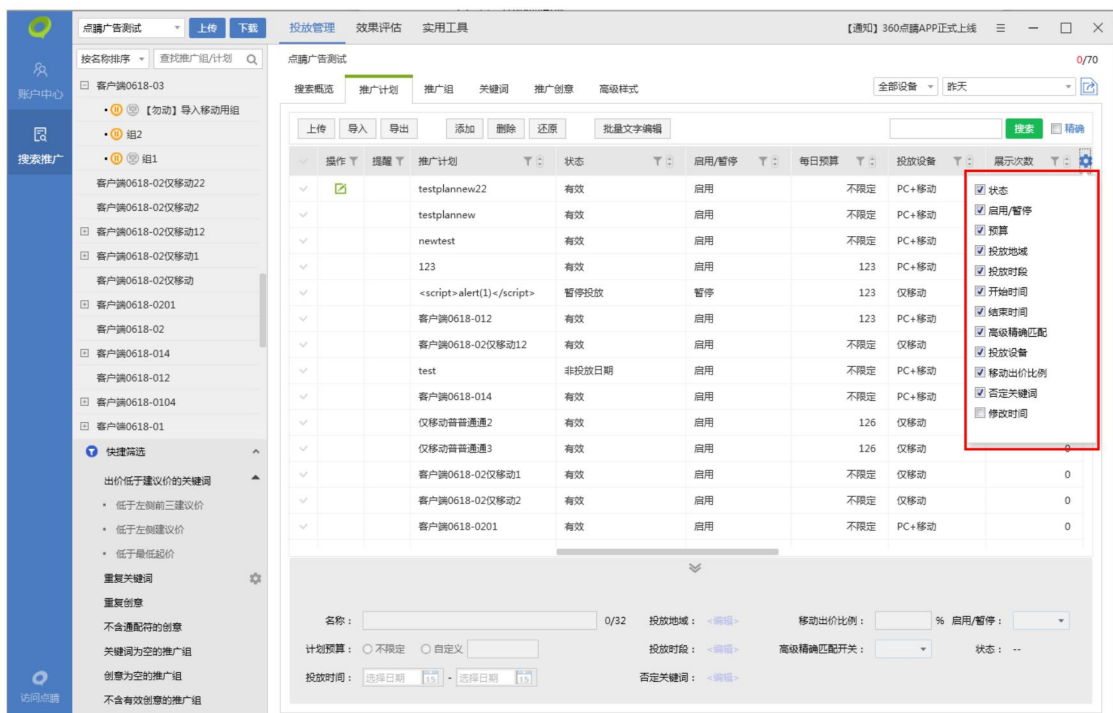 点睛广告测试 上传 下载 投放管理 效果评估 实用工具 【通知】360点睛APP正式上线
按名称排序 查找推广组/计划 点睛广告测试 0/70
账户中心
搜索推广
客户端0618-03
【勿动】导入移动用组
组2
组1
客户端0618-02仅移动22
客户端0618-02仅移动2
客户端0618-02仅移动12
客户端0618-02仅移动1
客户端0618-02仅移动
客户端0618-0201
客户端0618-02
客户端0618-014
客户端0618-012
客户端0618-0104
客户端0618-01
快捷筛选
出价低于建议价的关键词
• 低于左侧前三建议价
• 低于左侧建议价
• 低于最低起价
重复关键词
重复创意
不含通配符的创意
关键词为空的推广组
创意为空的推广组
不含有效创意的推广组
访问点睛
搜索概览 推广计划 推广组 关键词 推广创意 高级样式 全部设备 昨天
上传 导入 导出 添加 删除 还原 批量文字编辑 搜索 精确
操作 提醒 推广计划 状态 启用/暂停 每日预算 投放设备 展示次数
testplannew22 有效 启用 不限定 PC+移动
testplannew 有效 启用 不限定 PC+移动
newtest 有效 启用 不限定 PC+移动
123 有效 启用 123 PC+移动
<script>alert(1)</script> 暂停投放 暂停 123 仅移动
客户端0618-012 有效 启用 123 PC+移动
客户端0618-02仅移动12 有效 启用 不限定 仅移动
test 非投放日期 启用 不限定 PC+移动
客户端0618-014 有效 启用 不限定 PC+移动
仅移动普普通通2 有效 启用 126 仅移动
仅移动普普通通3 有效 启用 126 仅移动 0
客户端0618-02仅移动1 有效 启用 不限定 仅移动 0
客户端0618-02仅移动2 有效 启用 不限定 仅移动 0
客户端0618-0201 有效 启用 不限定 PC+移动 0
状态
启用/暂停
预算
投放地域
投放时段
开始时间
结束时间
高级精确匹配
投放设备
移动出价比例
否定关键词
修改时间
名称： 0/32 投放地域： <编辑> 移动出价比例： % 启用/暂停：
计划预算： 不限定 自定义 投放时段： <编辑> 高级精确匹配开关： 状态： --
投放时间： 选择日期 15 - 选择日期 15 否定关键词： <编辑>